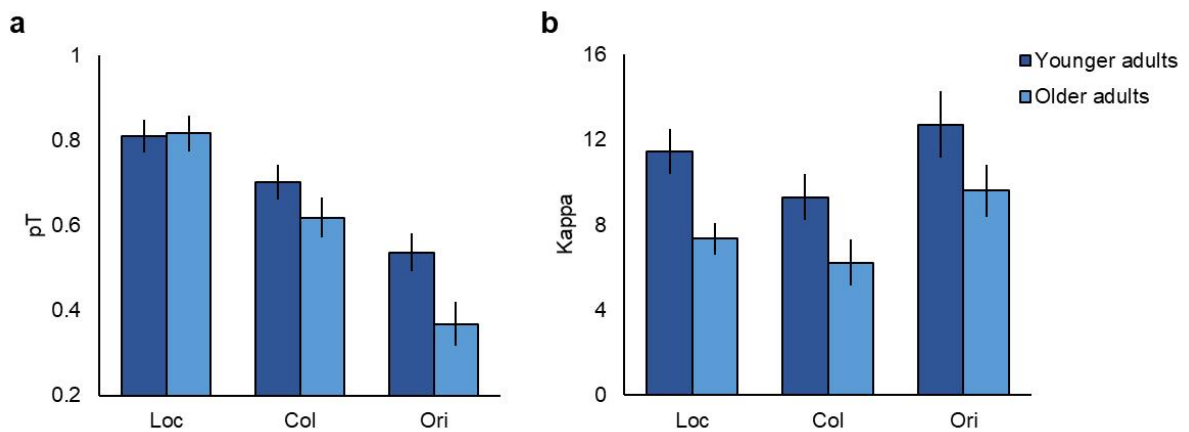 a
1
0.8
0.6
0.4
0.2
pT
Loc Col Ori
b
16
12
8
4
0
Kappa
Loc Col Ori
Younger adults
Older adults